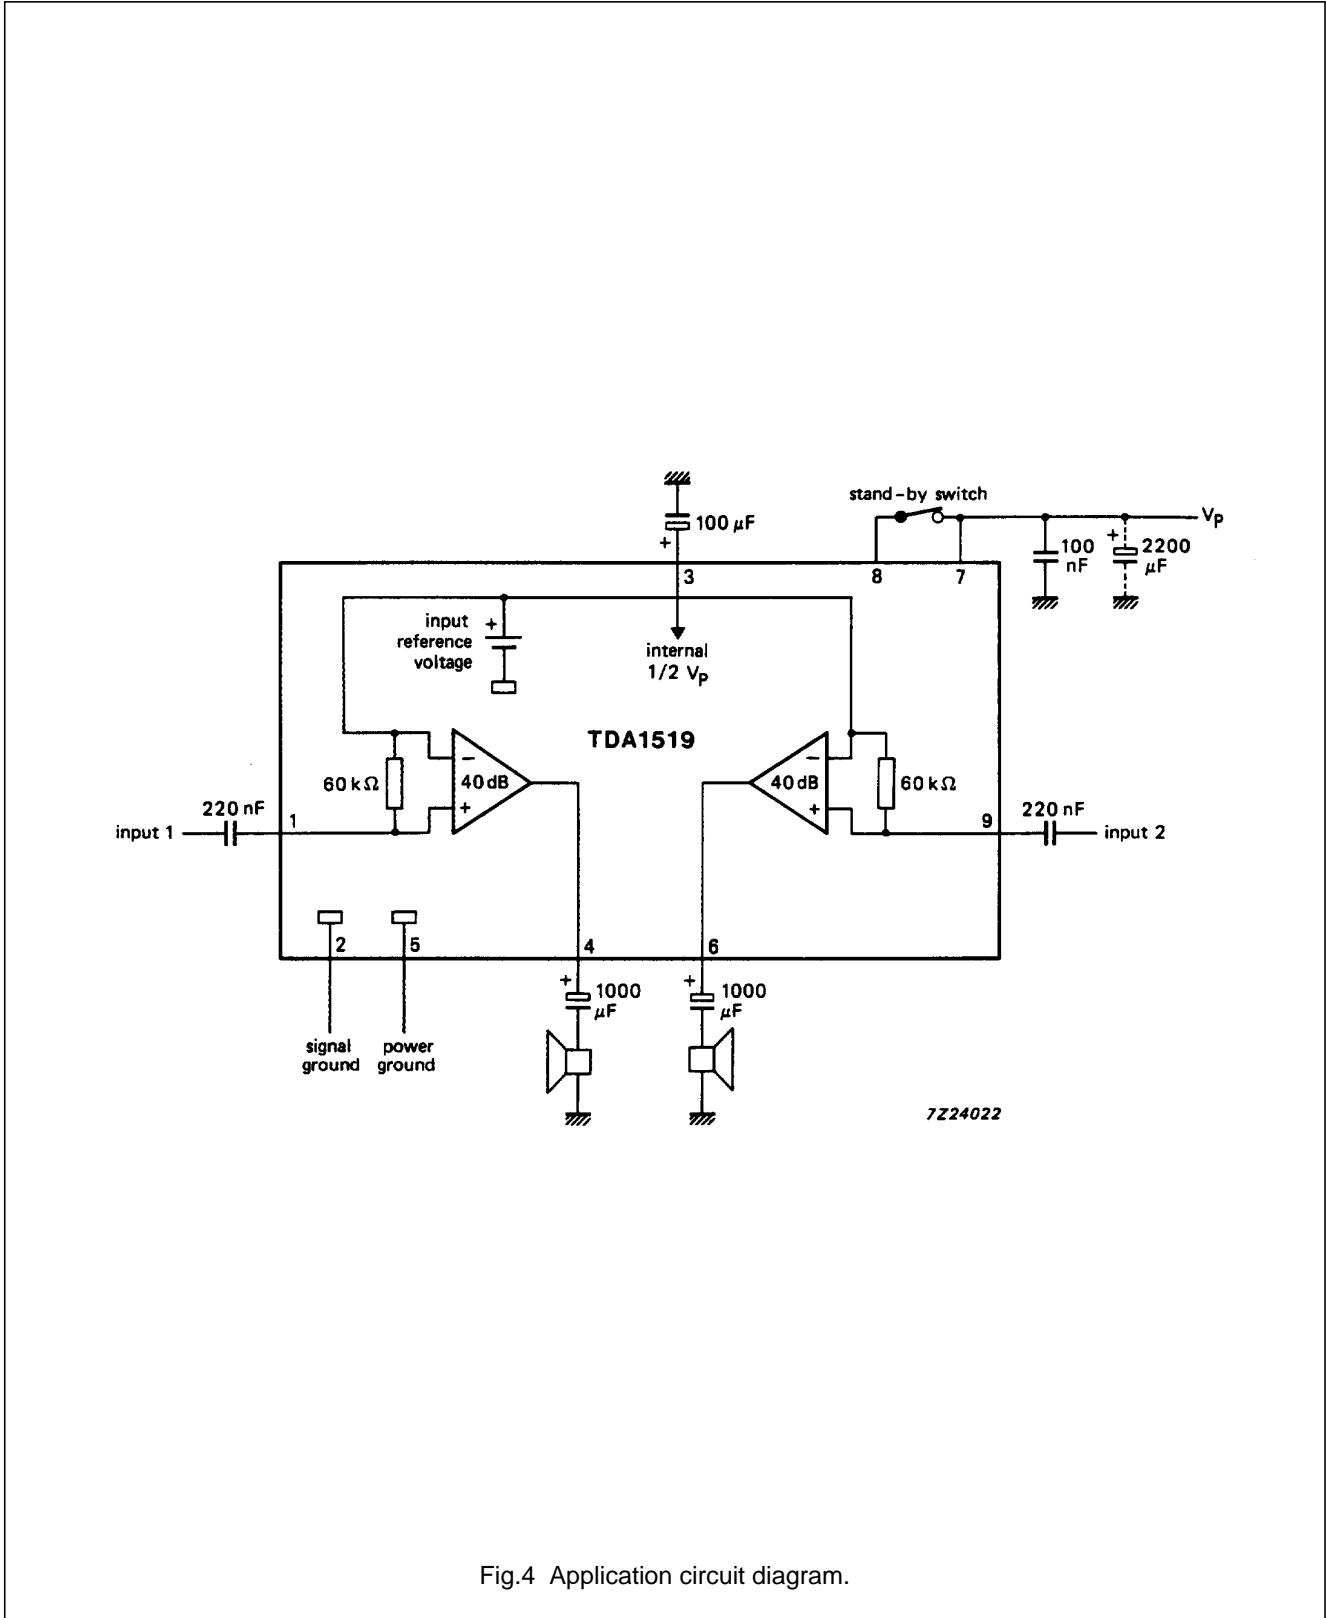 stand-by switch
VP
100 µF
+
+
100
nF
2200
µF
3
8
7
input
reference
voltage
+
internal
1/2 VP
TDA1519
60 kΩ
−
40 dB
+
−
40 dB
+
60 kΩ
220 nF
input 1
1
9
220 nF
input 2
2
5
4
6
+
1000
µF
+
1000
µF
signal
ground
power
ground
7Z24022
Fig.4 Application circuit diagram.